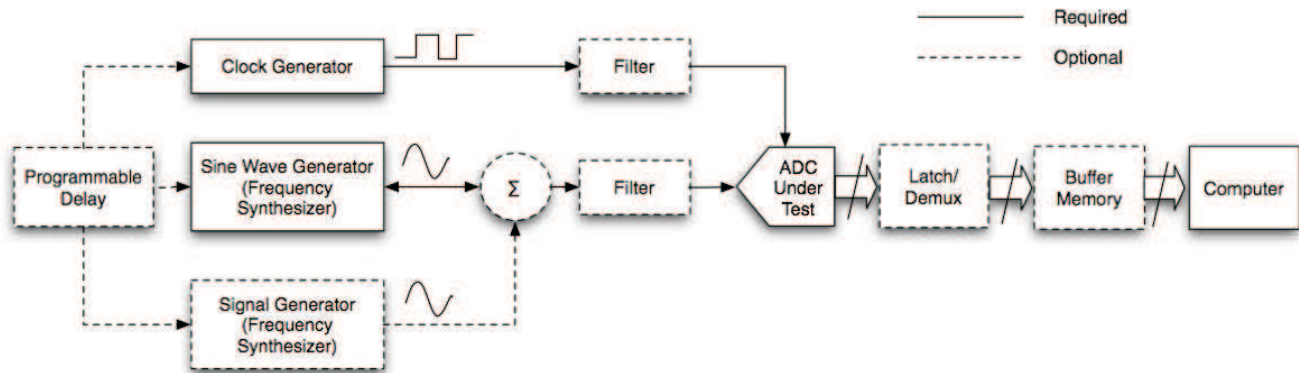 Required
Optional
Clock Generator
Filter
Programmable
Delay
Sine Wave Generator
(Frequency
Synthesizer)
Σ
Filter
ADC
Under
Test
Latch/
Demux
Buffer
Memory
Computer
Signal Generator
(Frequency
Synthesizer)